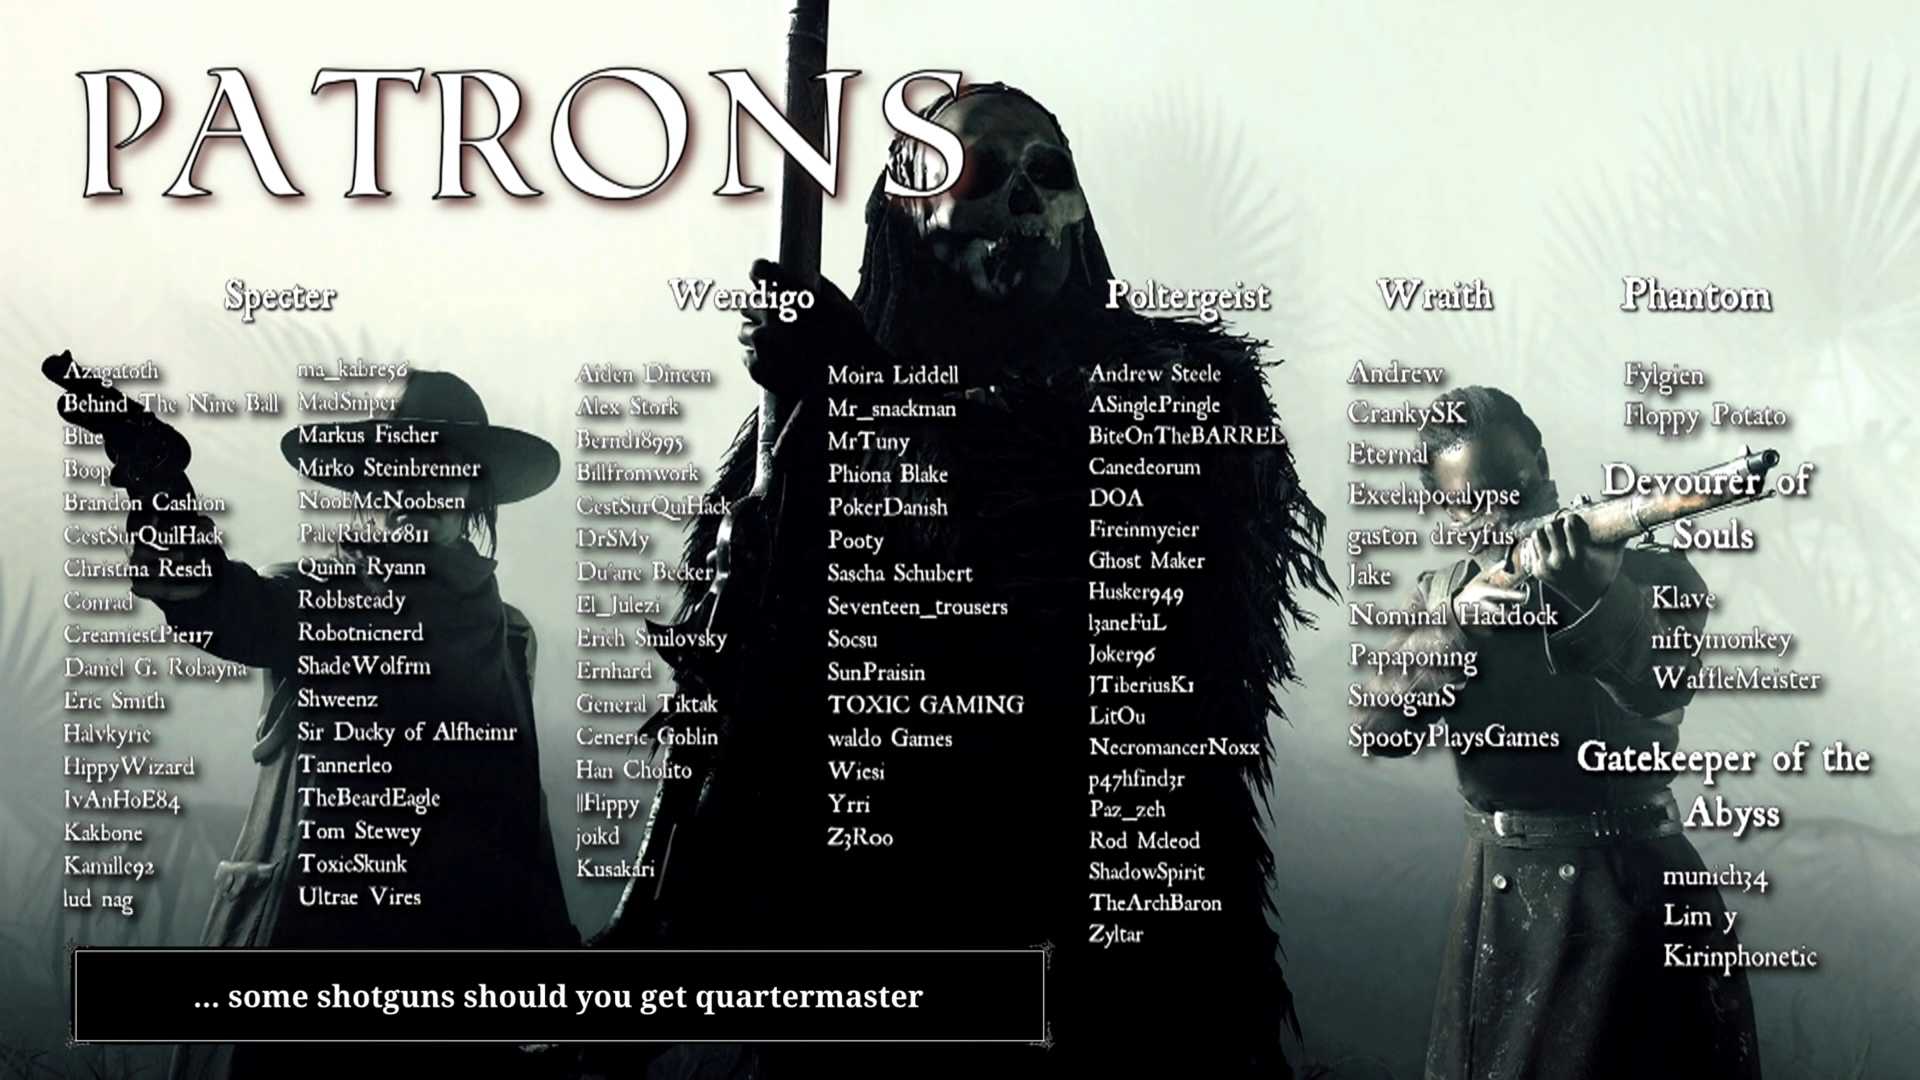 PATRONS
Specter
Azagatoth
Behind The Nine Ball
Blue
Boop
Brandon Cashion
CestSurQuilHack
Christina Resch
Conrad
CreamiestPie117
Daniel G. Robayna
Eric Smith
Halvkyrie
HippyWizard
IvAnHoE84
Kakbone
Kamille92
lud nag
ma_kabre56
MadSniper
Markus Fischer
Mirko Steinbrenner
NoobMcNoobsen
PaleRider6811
Quinn Ryann
Robbsteady
Robotnicnerd
ShadeWolfrm
Shweenz
Sir Ducky of Alfheimr
Tannerleo
TheBeardEagle
Tom Stewey
ToxicSkunk
Ultrae Vires
Wendigo
Aiden Dineen
Alex Stork
Bernd18995
Billfromwork
CestSurQuiHack
DrSMy
Du'ane Becker
El_Julezi
Erich Smilovsky
Ernhard
General Tiktak
Generic Goblin
Han Cholito
||Flippy
joikd
Kusakari
Moira Liddell
Mr_snackman
MrTuny
Phiona Blake
PokerDanish
Pooty
Sascha Schubert
Seventeen_trousers
Socsu
SunPraisin
TOXIC GAMING
waldo Games
Wiesi
Yrri
Z3Roo
Poltergeist
Andrew Steele
ASinglePringle
BiteOnTheBARREL
Canedeorum
DOA
Fireinmyeier
Ghost Maker
Husker949
l3aneFuL
Joker96
JTiberiusK1
LitOu
NecromancerNoxx
p47hfind3r
Paz_zeh
Rod Mcleod
ShadowSpirit
TheArchBaron
Zyltar
Wraith
Andrew
CrankySK
Eternal
Excelapocalypse
gaston dreyfus
Jake
Nominal Haddock
Papaponing
SnooganS
SpootyPlaysGames
Phantom
Fylgien
Floppy Potato
Devourer of
Souls
Klave
niftymonkey
WaffleMeister
Gatekeeper of the
Abyss
munich34
Lim y
Kirinphonetic
... some shotguns should you get quartermaster